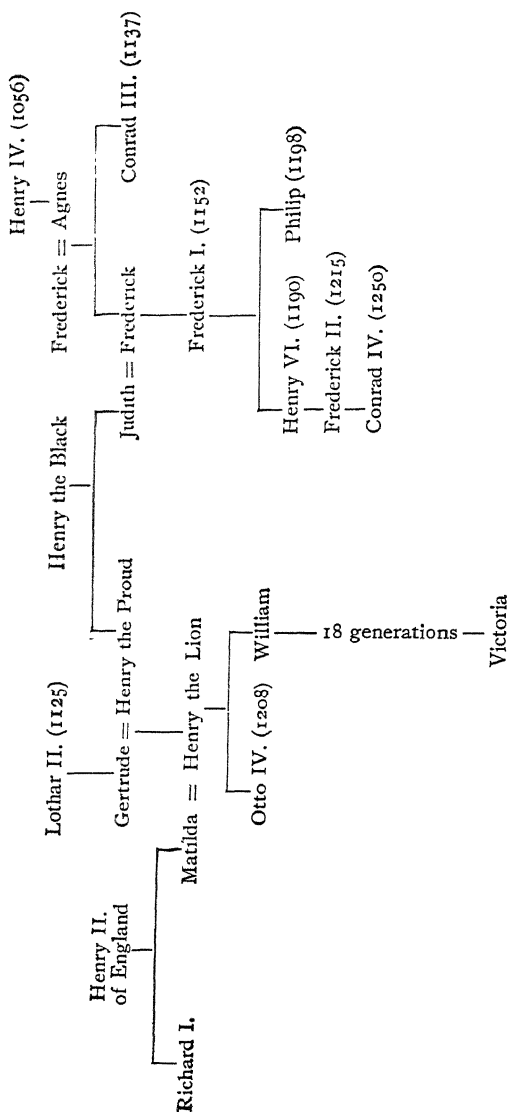 Henry IV. (1056)
Henry the Black
Frederick = Agnes
Lothar II. (1125)
Judith = Frederick
Conrad III. (1137)
Henry II.
of England
Gertrude = Henry the Proud
Frederick I. (1152)
Richard I.
Matilda = Henry the Lion
Henry VI. (1190)
Philip (1198)
Otto IV. (1208)
William
Frederick II. (1215)
18 generations
Conrad IV. (1250)
Victoria